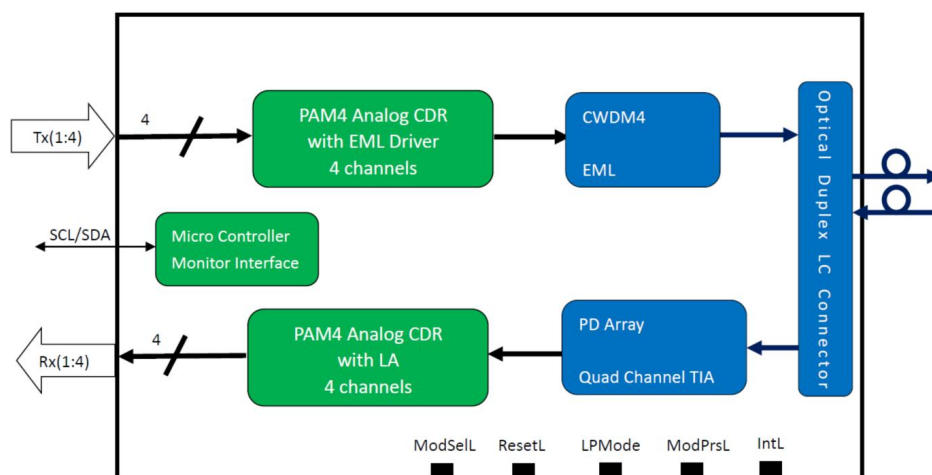 Tx(1:4)
4
PAM4 Analog CDR
with EML Driver
4 channels
CWDM4
EML
Optical Duplex LC Connector
SCL/SDA
Micro Controller
Monitor Interface
Rx(1:4)
4
PAM4 Analog CDR
with LA
4 channels
PD Array
Quad Channel TIA
ModSelL
ResetL
LPMode
ModPrsL
IntL